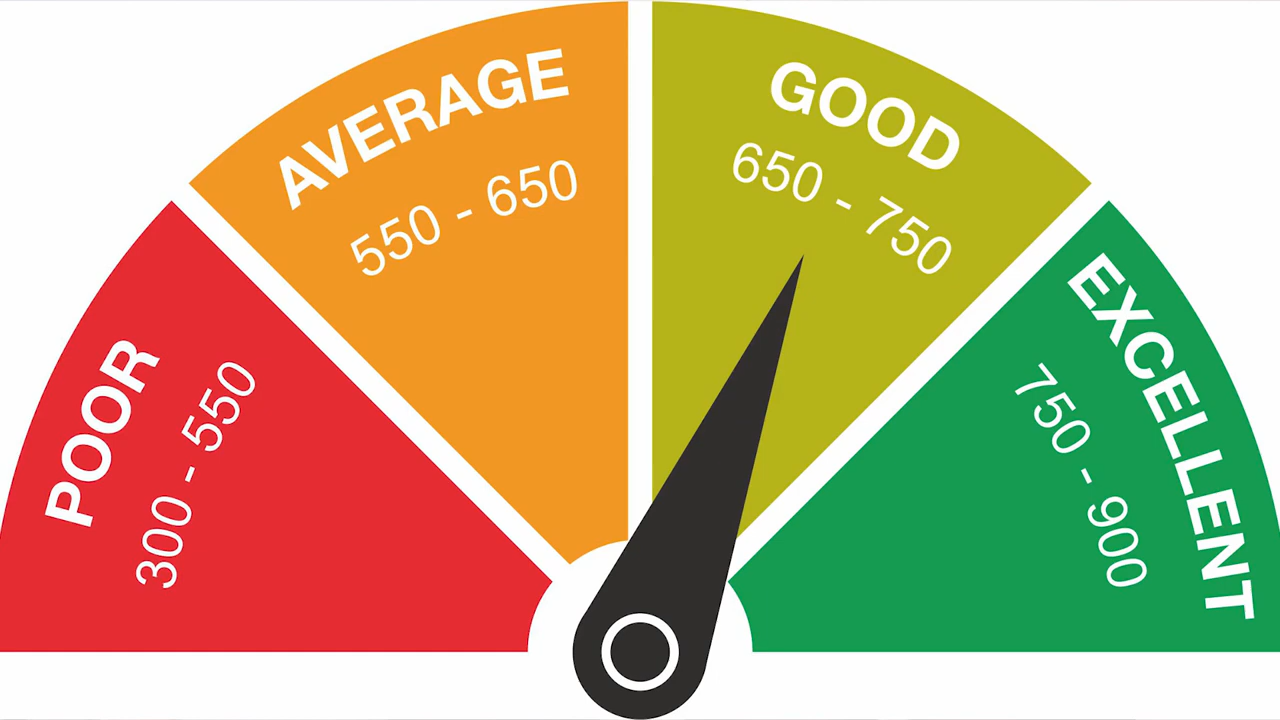 POOR
300 - 550
AVERAGE
550 - 650
GOOD
650 - 750
EXCELLENT
750 - 900